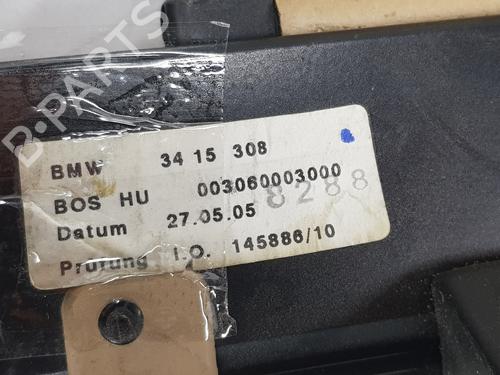 D-PARTS
BMW 34 15 308
BOS HU 003060003000
8288
Datum 27.05.05
Prüfung I.O. 145886/10